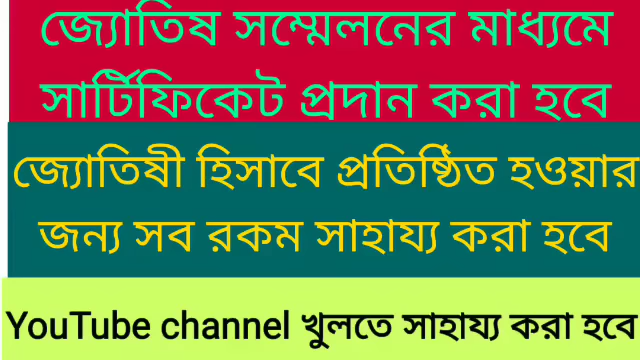 জ্যোতিষ সম্মেলনের মাধ্যমে
সার্টিফিকেট প্রদান করা হবে
জ্যোতিষী হিসাবে প্রতিষ্ঠিত হওয়ার
জন্য সব রকম সাহায্য করা হবে
YouTube channel খুলতে সাহায্য করা হবে